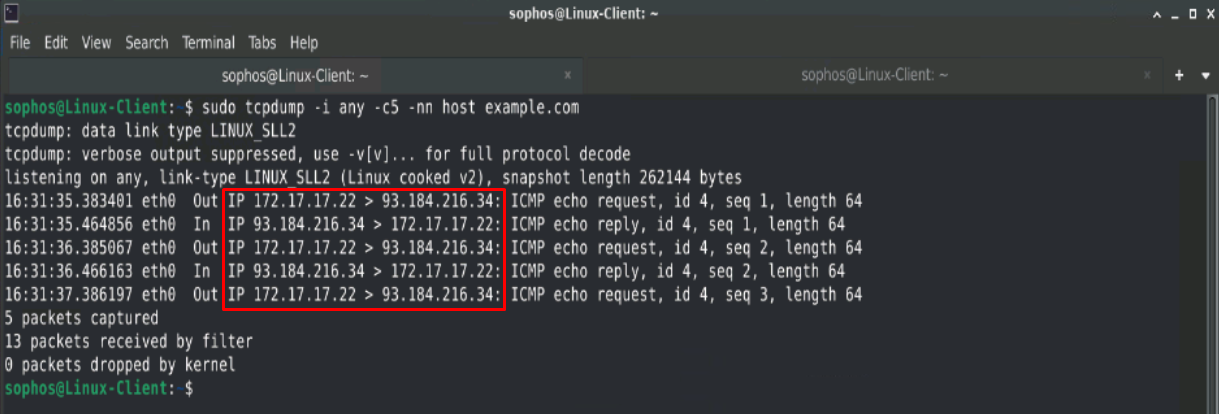 sophos@Linux-Client: ~
File Edit View Search Terminal Tabs Help
sophos@Linux-Client: ~ x sophos@Linux-Client: ~ x + ▾
sophos@Linux-Client:~$ sudo tcpdump -i any -c5 -nn host example.com
tcpdump: data link type LINUX_SLL2
tcpdump: verbose output suppressed, use -v[v]... for full protocol decode
listening on any, link-type LINUX_SLL2 (Linux cooked v2), snapshot length 262144 bytes
16:31:35.383401 eth0  Out IP 172.17.17.22 > 93.184.216.34: ICMP echo request, id 4, seq 1, length 64
16:31:35.464856 eth0  In  IP 93.184.216.34 > 172.17.17.22: ICMP echo reply, id 4, seq 1, length 64
16:31:36.385067 eth0  Out IP 172.17.17.22 > 93.184.216.34: ICMP echo request, id 4, seq 2, length 64
16:31:36.466163 eth0  In  IP 93.184.216.34 > 172.17.17.22: ICMP echo reply, id 4, seq 2, length 64
16:31:37.386197 eth0  Out IP 172.17.17.22 > 93.184.216.34: ICMP echo request, id 4, seq 3, length 64
5 packets captured
13 packets received by filter
0 packets dropped by kernel
sophos@Linux-Client:~$